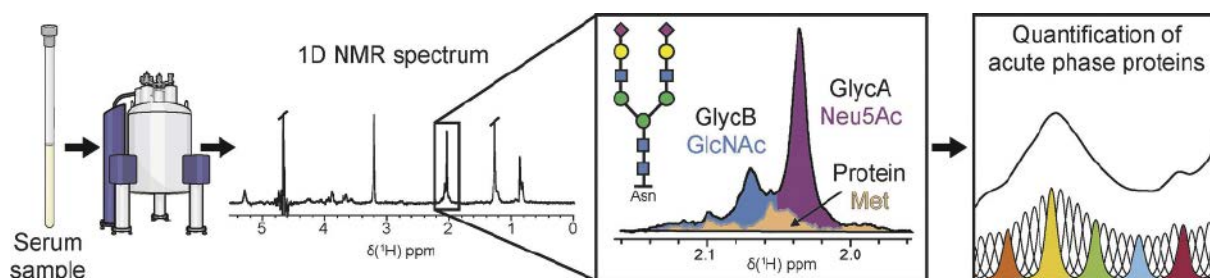 Serum
sample
1D NMR spectrum
5 4 3 2 1 0
δ(¹H) ppm
Asn
GlycB
GlcNAc
GlycA
Neu5Ac
Protein
Met
2.1 2.0
δ(¹H) ppm
Quantification of
acute phase proteins